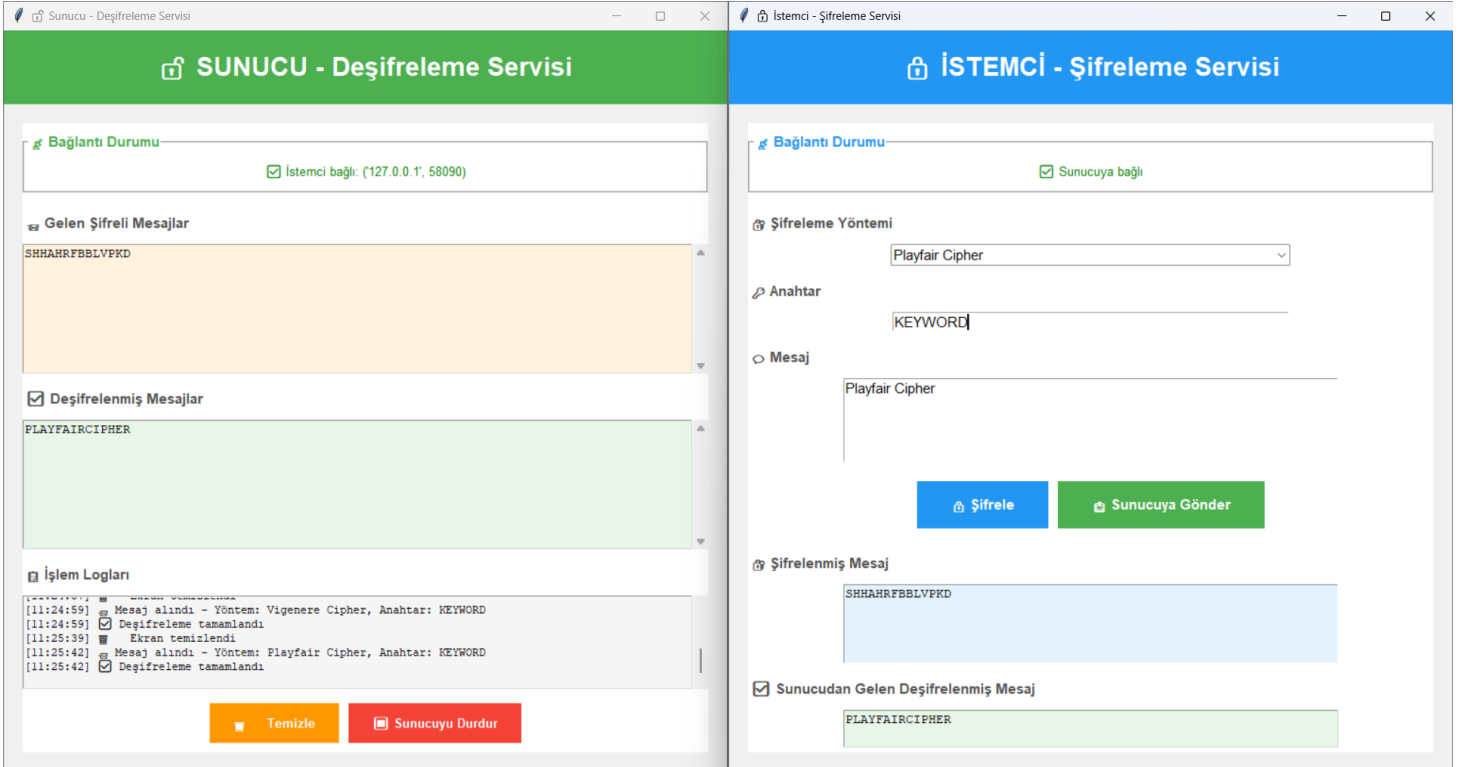 Sunucu - Deşifreleme Servisi
SUNUCU - Deşifreleme Servisi
Bağlantı Durumu
İstemci bağlı: ('127.0.0.1', 58090)
Gelen Şifreli Mesajlar
SHHAHRFBBLVPKD
Deşifrelenmiş Mesajlar
PLAYFAIRCIPHER
İşlem Logları
Ekran temizlendi
[11:24:59] Mesaj alındı - Yöntem: Vigenere Cipher, Anahtar: KEYWORD
[11:24:59] Deşifreleme tamamlandı
[11:25:39] Ekran temizlendi
[11:25:42] Mesaj alındı - Yöntem: Playfair Cipher, Anahtar: KEYWORD
[11:25:42] Deşifreleme tamamlandı
Temizle
Sunucuyu Durdur
İstemci - Şifreleme Servisi
İSTEMCİ - Şifreleme Servisi
Bağlantı Durumu
Sunucuya bağlı
Şifreleme Yöntemi
Playfair Cipher
Anahtar
KEYWORD
Mesaj
Playfair Cipher
Şifrele
Sunucuya Gönder
Şifrelenmiş Mesaj
SHHAHRFBBLVPKD
Sunucudan Gelen Deşifrelenmiş Mesaj
PLAYFAIRCIPHER